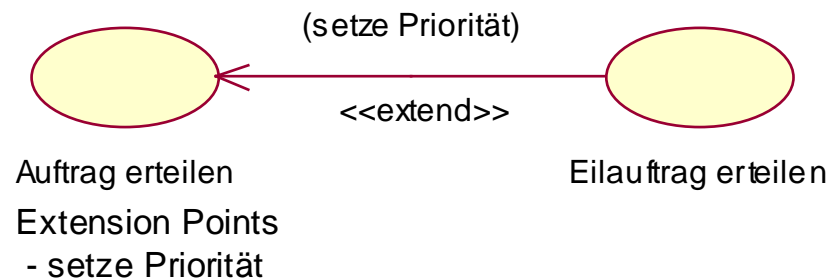 (setze Priorität)
<<extend>>
Auftrag erteilen
Eilauftrag erteilen
Extension Points
- setze Priorität